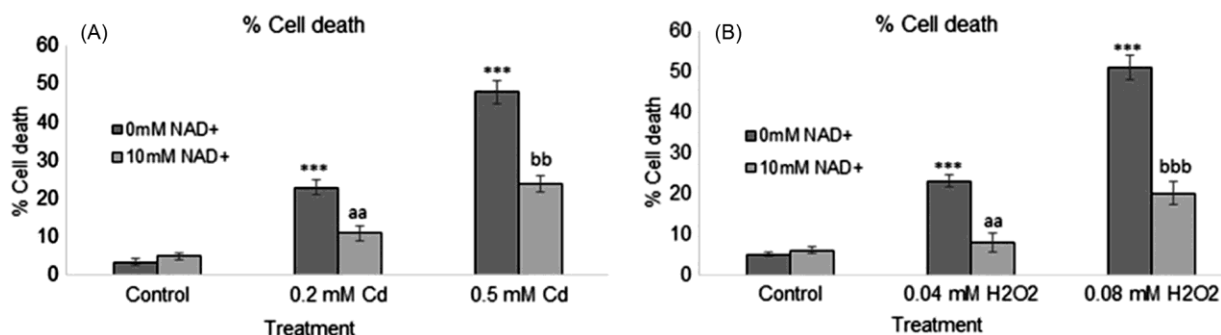 (A)
% Cell death
% Cell death
60
50
40
30
20
10
0
0mM NAD+
10mM NAD+
***
aa
***
bb
Control
0.2 mM Cd
0.5 mM Cd
Treatment
(B)
% Cell death
% Cell death
60
50
40
30
20
10
0
0mM NAD+
10mM NAD+
***
aa
***
bbb
Control
0.04 mM H2O2
0.08 mM H2O2
Treatment